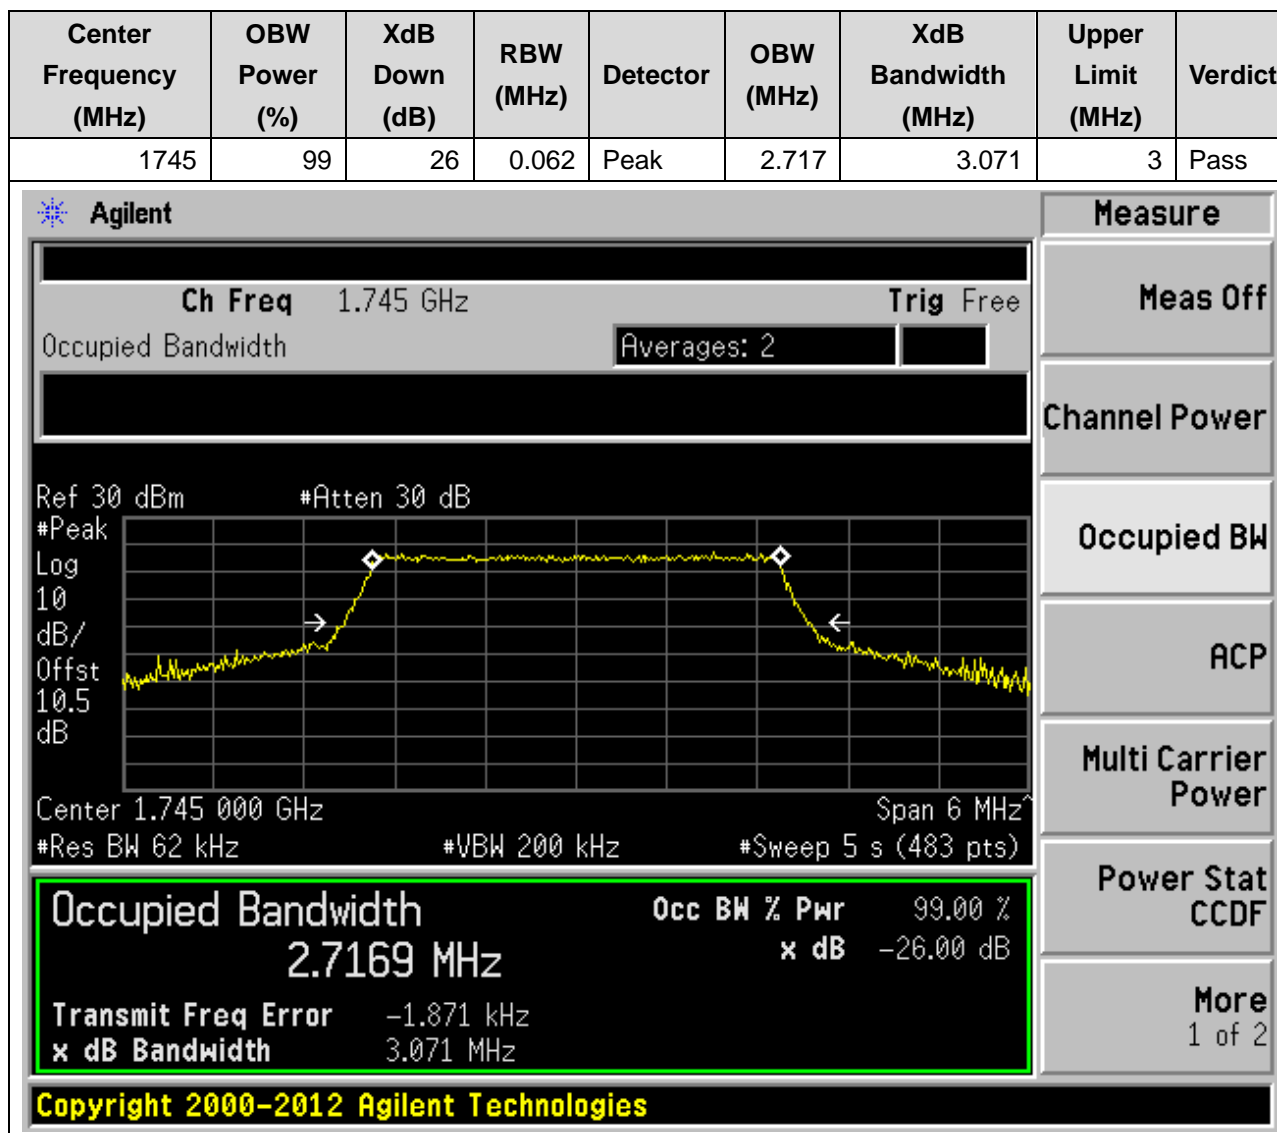 Center Frequency (MHz) OBW Power (%) XdB Down (dB) RBW (MHz) Detector OBW (MHz) XdB Bandwidth (MHz) Upper Limit (MHz) Verdict
1745 99 26 0.062 Peak 2.717 3.071 3 Pass
Agilent
Measure
Ch Freq 1.745 GHz Trig Free
Meas Off
Occupied Bandwidth Averages: 2
Channel Power
Ref 30 dBm #Atten 30 dB
#Peak
Log
10
dB/
Offst
10.5
dB
Occupied BW
ACP
Multi Carrier
Power
Center 1.745 000 GHz Span 6 MHz^
#Res BW 62 kHz #VBW 200 kHz #Sweep 5 s (483 pts)
Power Stat
CCDF
Occupied Bandwidth Occ BW % Pwr 99.00 %
2.7169 MHz x dB -26.00 dB
Transmit Freq Error -1.871 kHz
x dB Bandwidth 3.071 MHz
More
1 of 2
Copyright 2000-2012 Agilent Technologies